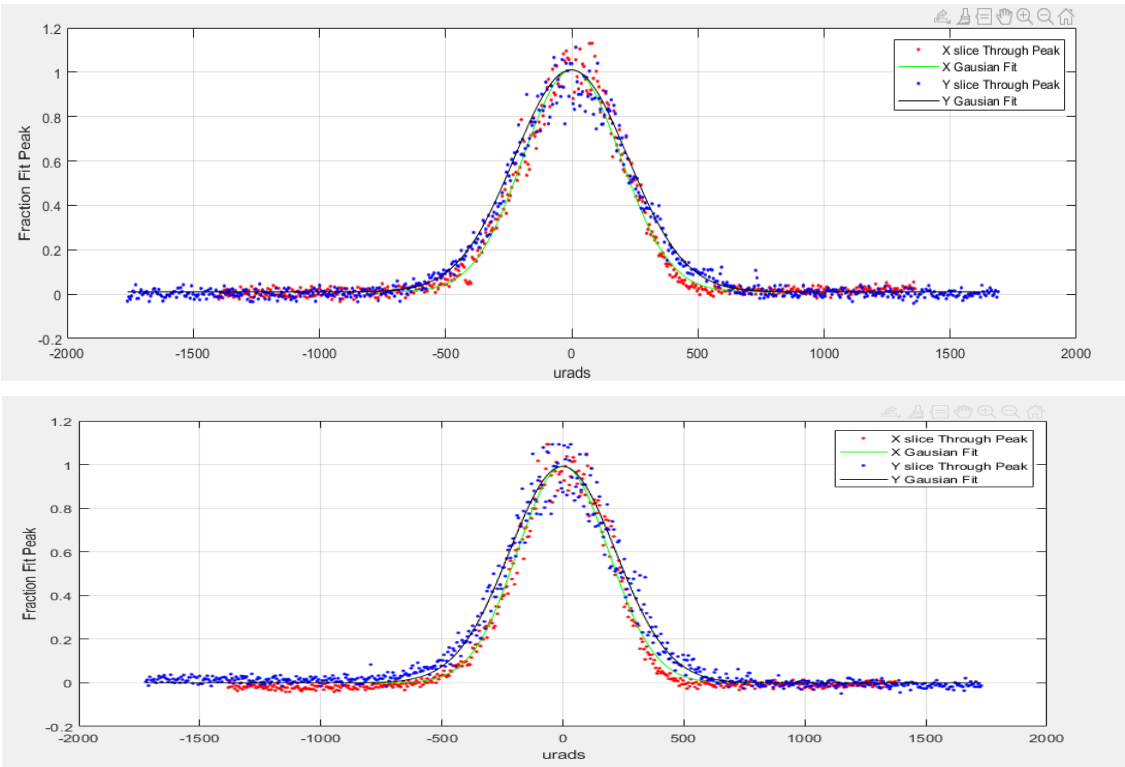 1.2
1
0.8
0.6
0.4
0.2
0
-0.2
Fraction Fit Peak
X slice Through Peak
X Gausian Fit
Y slice Through Peak
Y Gausian Fit
-2000 -1500 -1000 -500 0 500 1000 1500 2000
urads
1.2
1
0.8
0.6
0.4
0.2
0
-0.2
Fraction Fit Peak
X slice Through Peak
X Gausian Fit
Y slice Through Peak
Y Gausian Fit
-2000 -1500 -1000 -500 0 500 1000 1500 2000
urads